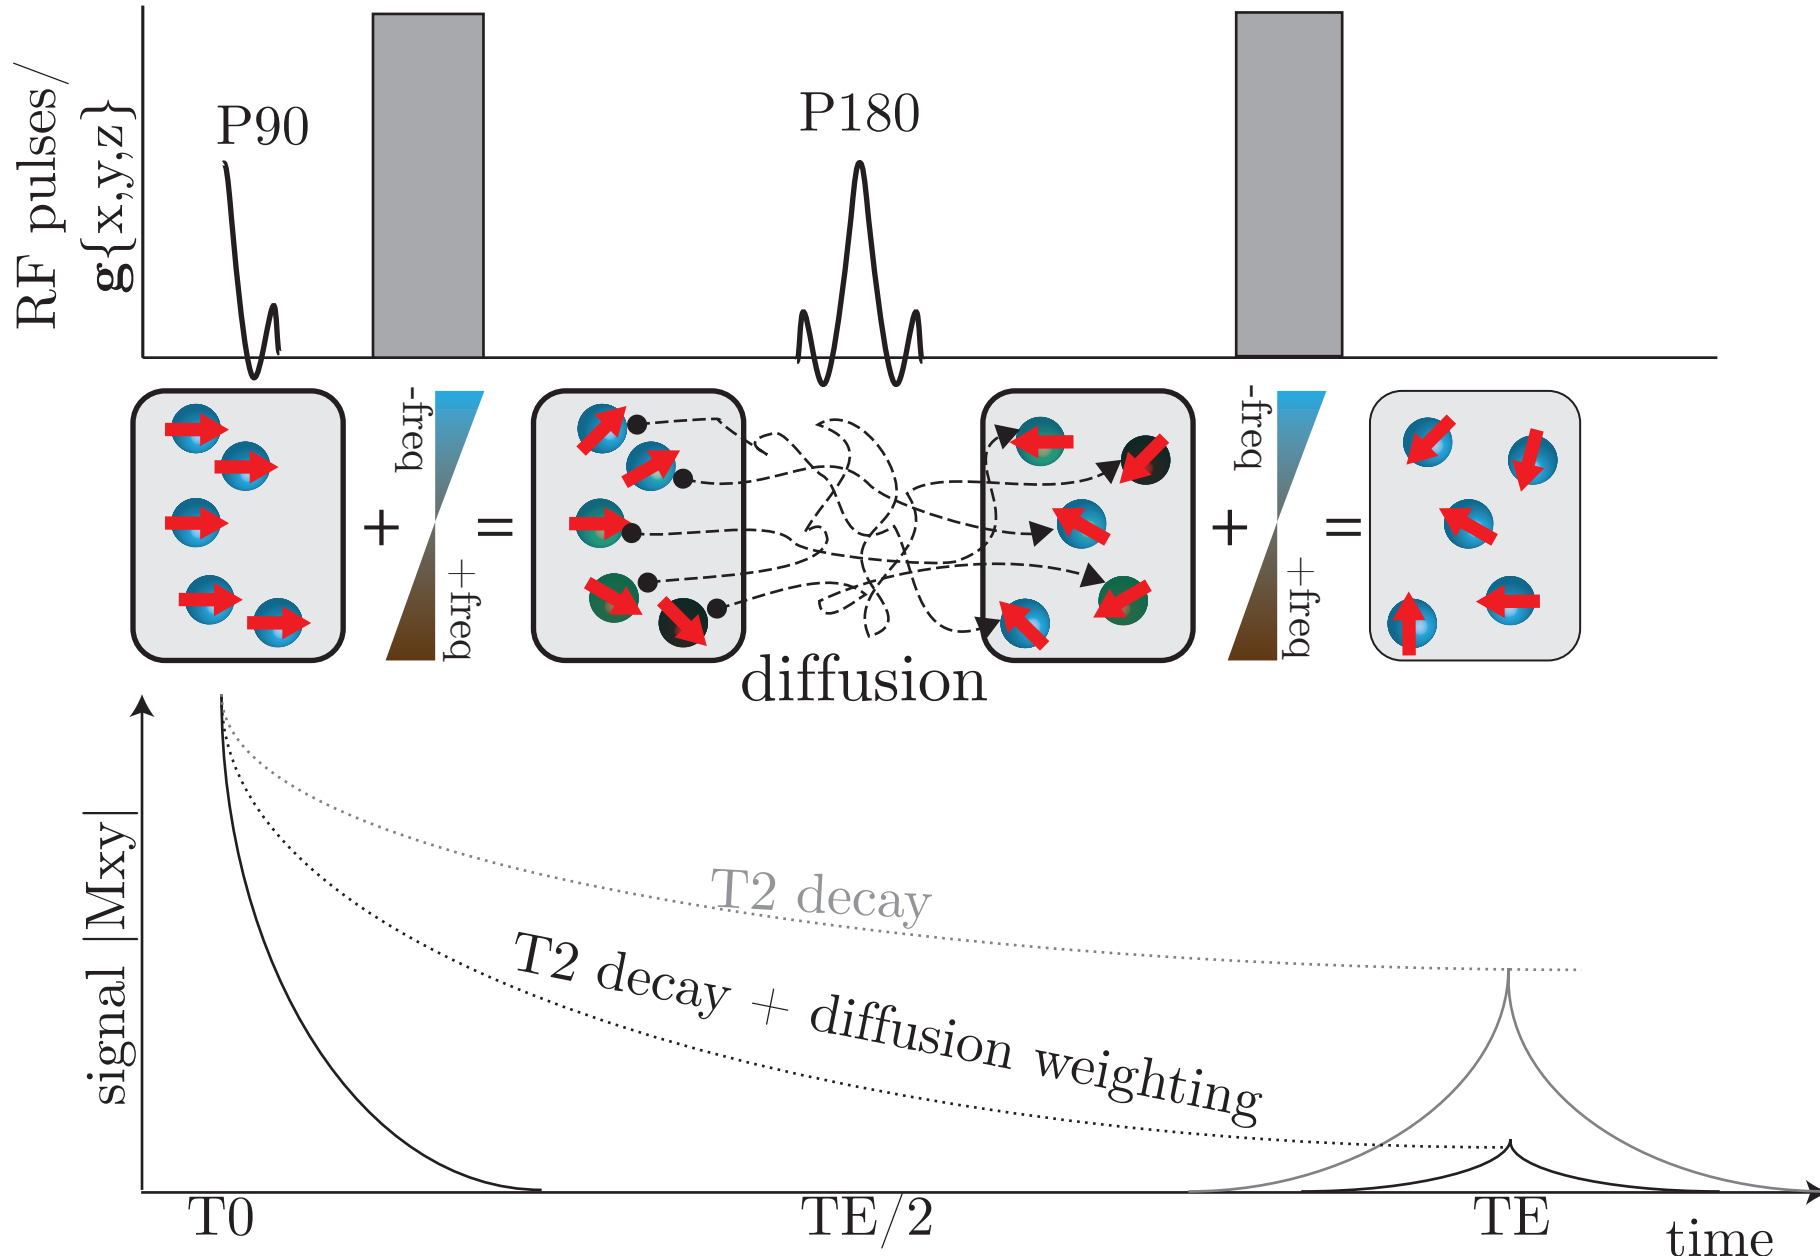 RF pulses/
g{x,y,z}
P90
P180
-freq
+freq
+
=
diffusion
+
-freq
+freq
=
signal |Mxy|
T2 decay
T2 decay + diffusion weighting
T0
TE/2
TE
time